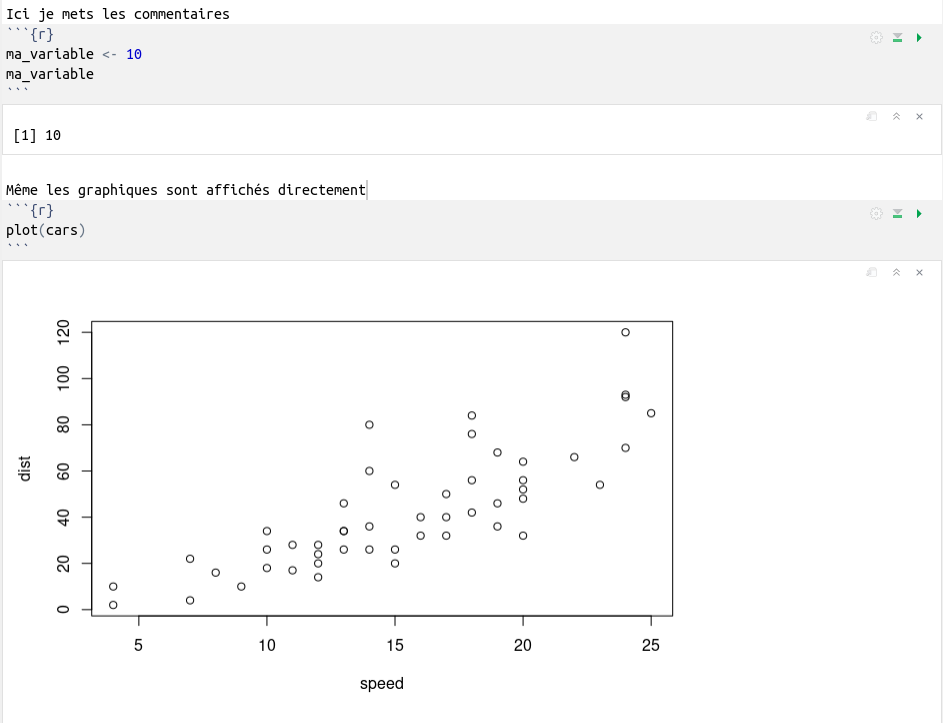 Ici je mets les commentaires
```{r}
ma_variable <- 10
ma_variable
```
[1] 10
Même les graphiques sont affichés directement
```{r}
plot(cars)
```
120
100
80
60
40
20
0
dist
5 10 15 20 25
speed